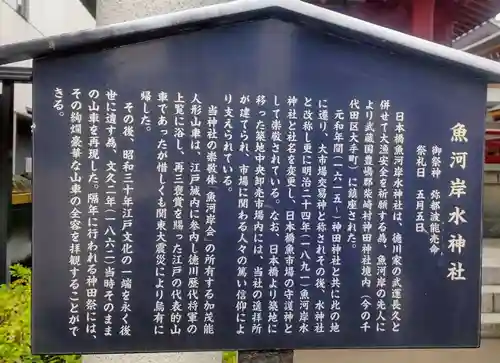 魚河岸水神社
御祭神　弥都波能売命
祭礼日　五月五日
日本橋魚河岸水神社は、徳川家の武運長久と
併せて大漁安全を祈願する為、魚河岸の先人に
より武蔵国豊嶋郡柴崎村神田神社境内（今の千
代田区大手町）に鎮座された。
元和年間（一六一五～）神田神社と共に此の地
に遷り、大市場交易神と称されその後、水神社
と改称し更に明治二十四年（一八九一）魚河岸水
神社と社名を変更し、日本橋魚市場の守護神と
して崇敬されている。なお、日本橋より築地に
移った築地中央卸売市場内には、当社の遥拝所
が建てられ、市場に関わる人々の篤い信仰によ
り支えられている。
当神社の崇敬体「魚河岸会」の所有する加茂能
人形山車は、江戸城内に参内し徳川歴代将軍の
上覧に浴し、再三褒賞を賜った江戸の代表的山
車であったが惜しくも関東大震災により烏有に
帰した。
その後、昭和三十年江戸文化の一端を永く後
世に遺す為、文久二年（一八六二）当時そのまま
の山車を再現した。隔年に行われる神田祭には、
その絢爛豪華な山車の全容を拝観することがで
きる。